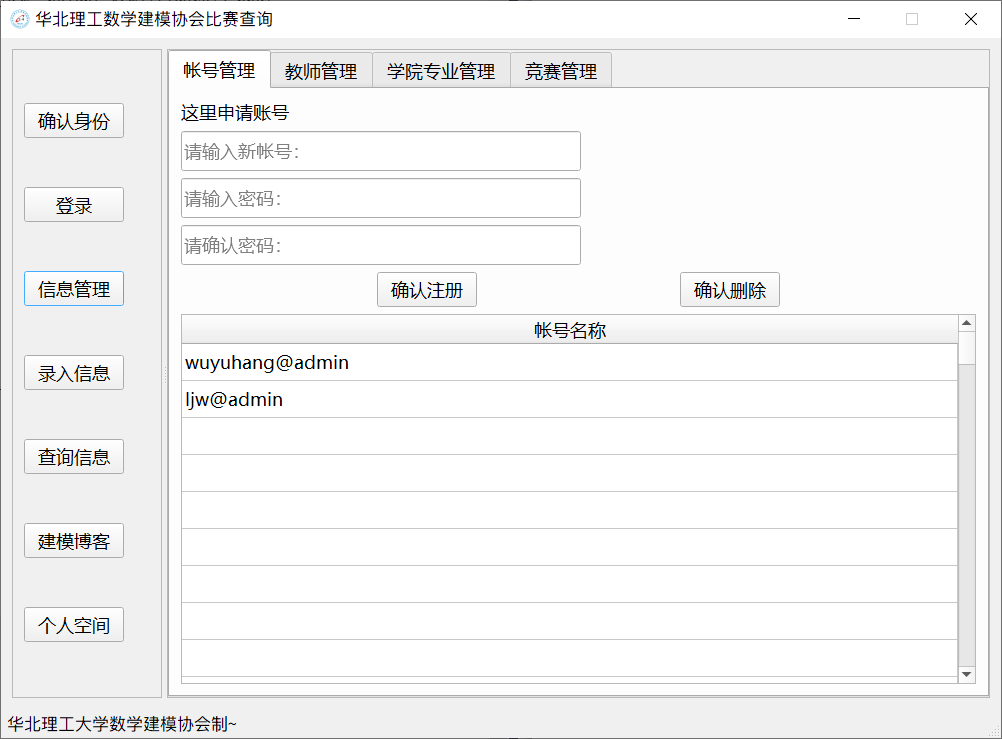 华北理工数学建模协会比赛查询
确认身份
登录
信息管理
录入信息
查询信息
建模博客
个人空间
帐号管理 教师管理 学院专业管理 竞赛管理
这里申请账号
请输入新帐号：
请输入密码：
请确认密码：
确认注册 确认删除
帐号名称
wuyuhang@admin
ljw@admin
华北理工大学数学建模协会制~